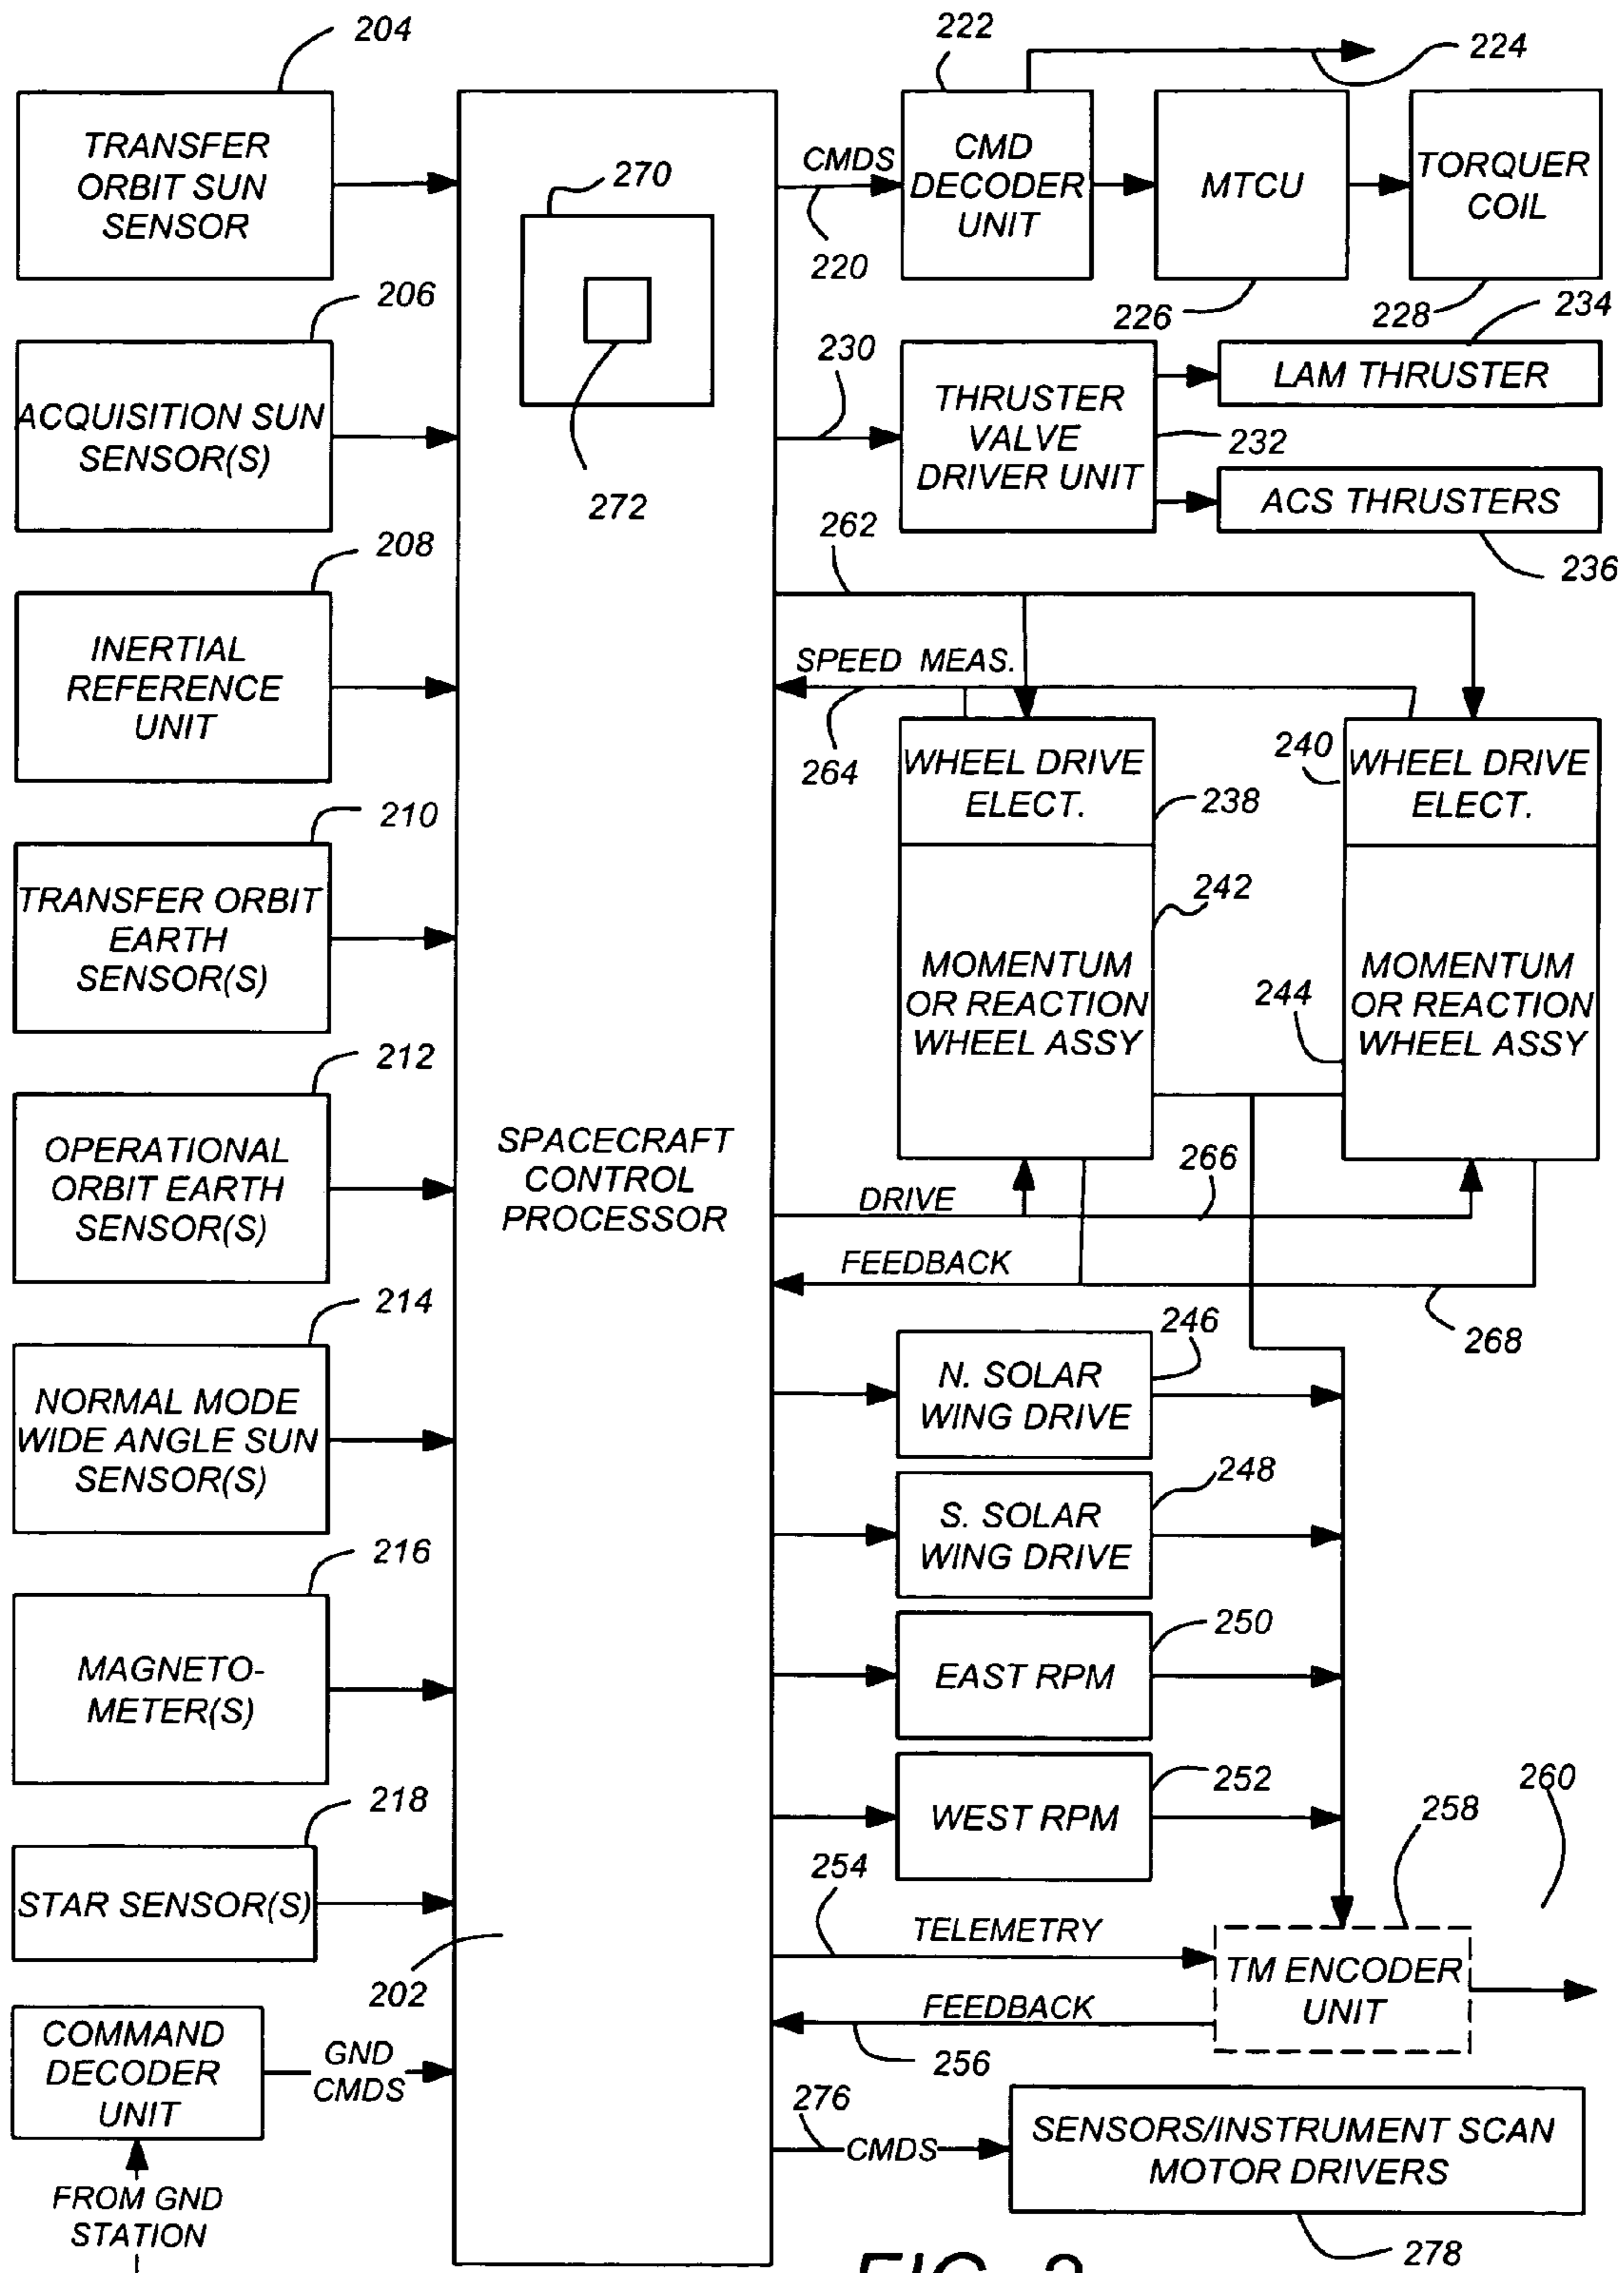 204
TRANSFER
ORBIT SUN
SENSOR
206
ACQUISITION SUN
SENSOR(S)
208
INERTIAL
REFERENCE
UNIT
210
TRANSFER ORBIT
EARTH
SENSOR(S)
212
OPERATIONAL
ORBIT EARTH
SENSOR(S)
214
NORMAL MODE
WIDE ANGLE SUN
SENSOR(S)
216
MAGNETO-
METER(S)
218
STAR SENSOR(S)
202
COMMAND
DECODER
UNIT
GND
CMDS
FROM GND
STATION
270
272
SPACECRAFT
CONTROL
PROCESSOR
222
224
CMDS
220
CMD
DECODER
UNIT
MTCU
226
TORQUER
COIL
228
234
230
THRUSTER
VALVE
DRIVER UNIT
232
LAM THRUSTER
ACS THRUSTERS
236
262
SPEED MEAS.
264
WHEEL DRIVE
ELECT.
238
240
WHEEL DRIVE
ELECT.
242
MOMENTUM
OR REACTION
WHEEL ASSY
244
MOMENTUM
OR REACTION
WHEEL ASSY
DRIVE
266
FEEDBACK
268
246
N. SOLAR
WING DRIVE
248
S. SOLAR
WING DRIVE
250
EAST RPM
252
WEST RPM
254
TELEMETRY
258
260
TM ENCODER
UNIT
FEEDBACK
256
276
CMDS
SENSORS/INSTRUMENT SCAN
MOTOR DRIVERS
278